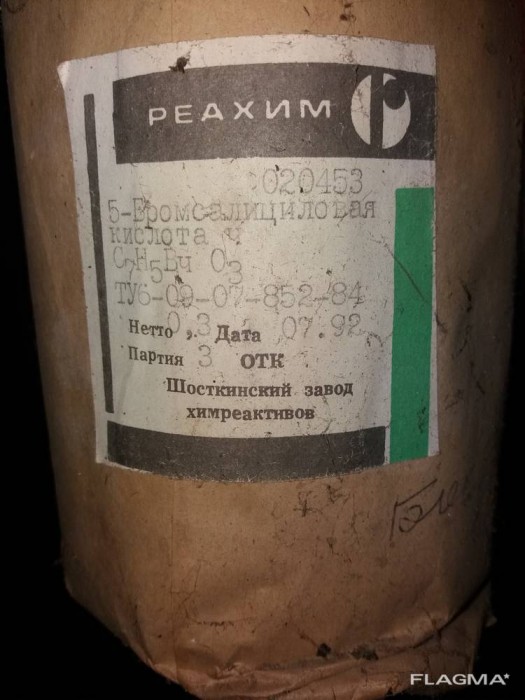 РЕАХИМ
020453
5-Бромсалициловая
кислота ч
C7H5Вч O3
ТУ6-09-07-852-84
Нетто 0,3 Дата 07.92
Партия 3 ОТК
Шосткинский завод
химреактивов
FLAGMA*